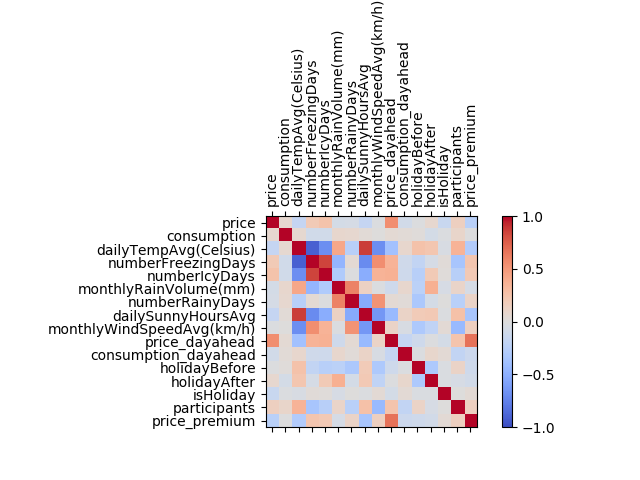 price
consumption
dailyTempAvg(Celsius)
numberFreezingDays
numberIcyDays
monthlyRainVolume(mm)
numberRainyDays
dailySunnyHoursAvg
monthlyWindSpeedAvg(km/h)
price_dayahead
consumption_dayahead
holidayBefore
holidayAfter
isHoliday
participants
price_premium
price
consumption
dailyTempAvg(Celsius)
numberFreezingDays
numberIcyDays
monthlyRainVolume(mm)
numberRainyDays
dailySunnyHoursAvg
monthlyWindSpeedAvg(km/h)
price_dayahead
consumption_dayahead
holidayBefore
holidayAfter
isHoliday
participants
price_premium
1.0
0.5
0.0
−0.5
−1.0